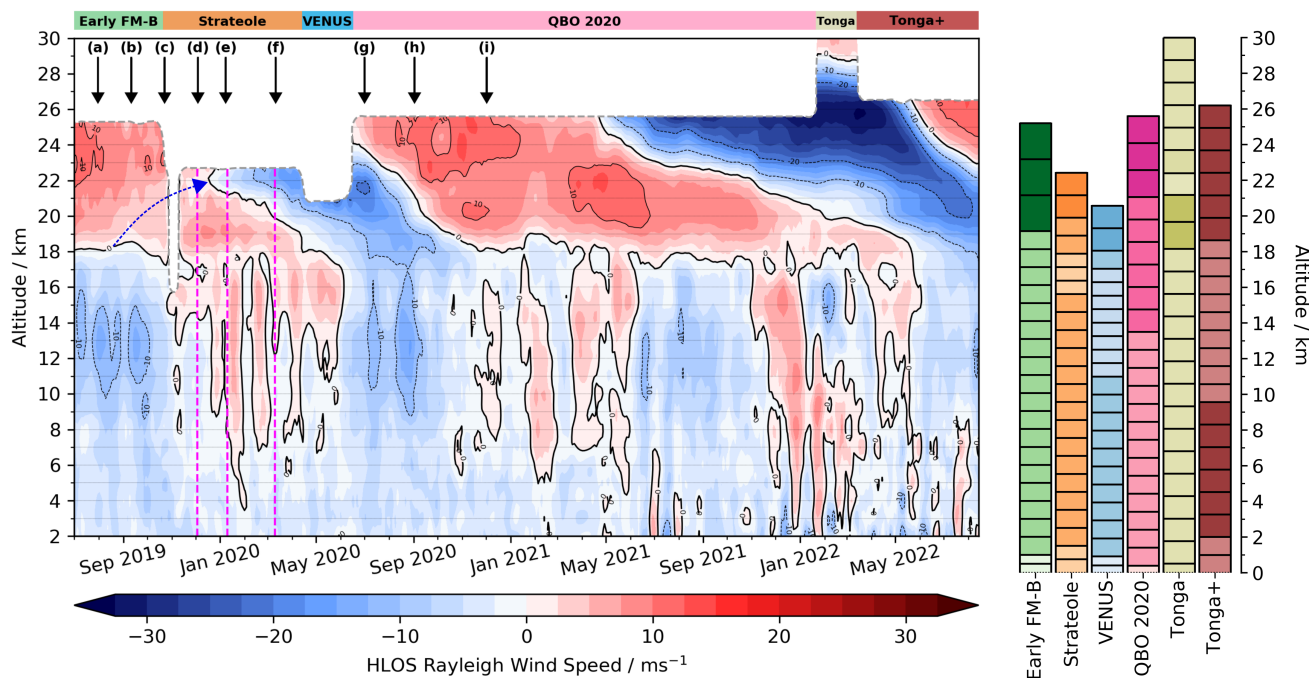 Early FM-B Strateole VENUS QBO 2020 Tonga Tonga+
(a) (b) (c) (d) (e) (f) (g) (h) (i)
Altitude / km
30
28
26
24
22
20
18
16
14
12
10
8
6
4
2
Sep 2019 Jan 2020 May 2020 Sep 2020 Jan 2021 May 2021 Sep 2021 Jan 2022 May 2022
−30 −20 −10 0 10 20 30
HLOS Rayleigh Wind Speed / ms⁻¹
30
28
26
24
22
20
18
16
14
12
10
8
6
4
2
0
Altitude / km
Early FM-B
Strateole
VENUS
QBO 2020
Tonga
Tonga+